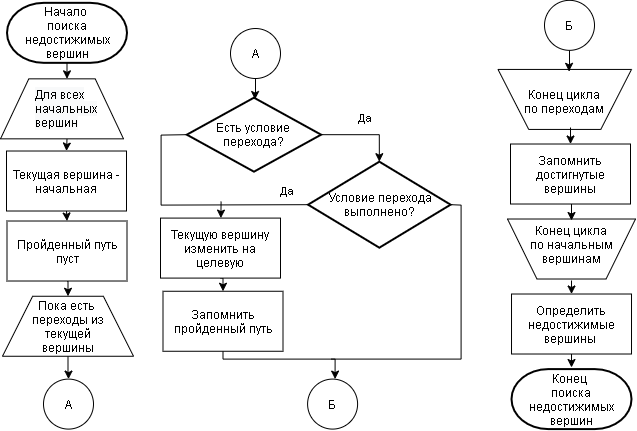 Начало
поиска
недостижимых
вершин
Для всех
начальных
вершин
Текущая вершина -
начальная
Пройденный путь
пуст
Пока есть
переходы из
текущей
вершины
А
А
Есть условие
перехода?
Да
Условие перехода
выполнено?
Да
Текущую вершину
изменить на
целевую
Запомнить
пройденный путь
Б
Б
Конец цикла
по переходам
Запомнить
достигнутые
вершины
Конец цикла
по начальным
вершинам
Определить
недостижимые
вершины
Конец
поиска
недостижимых
вершин